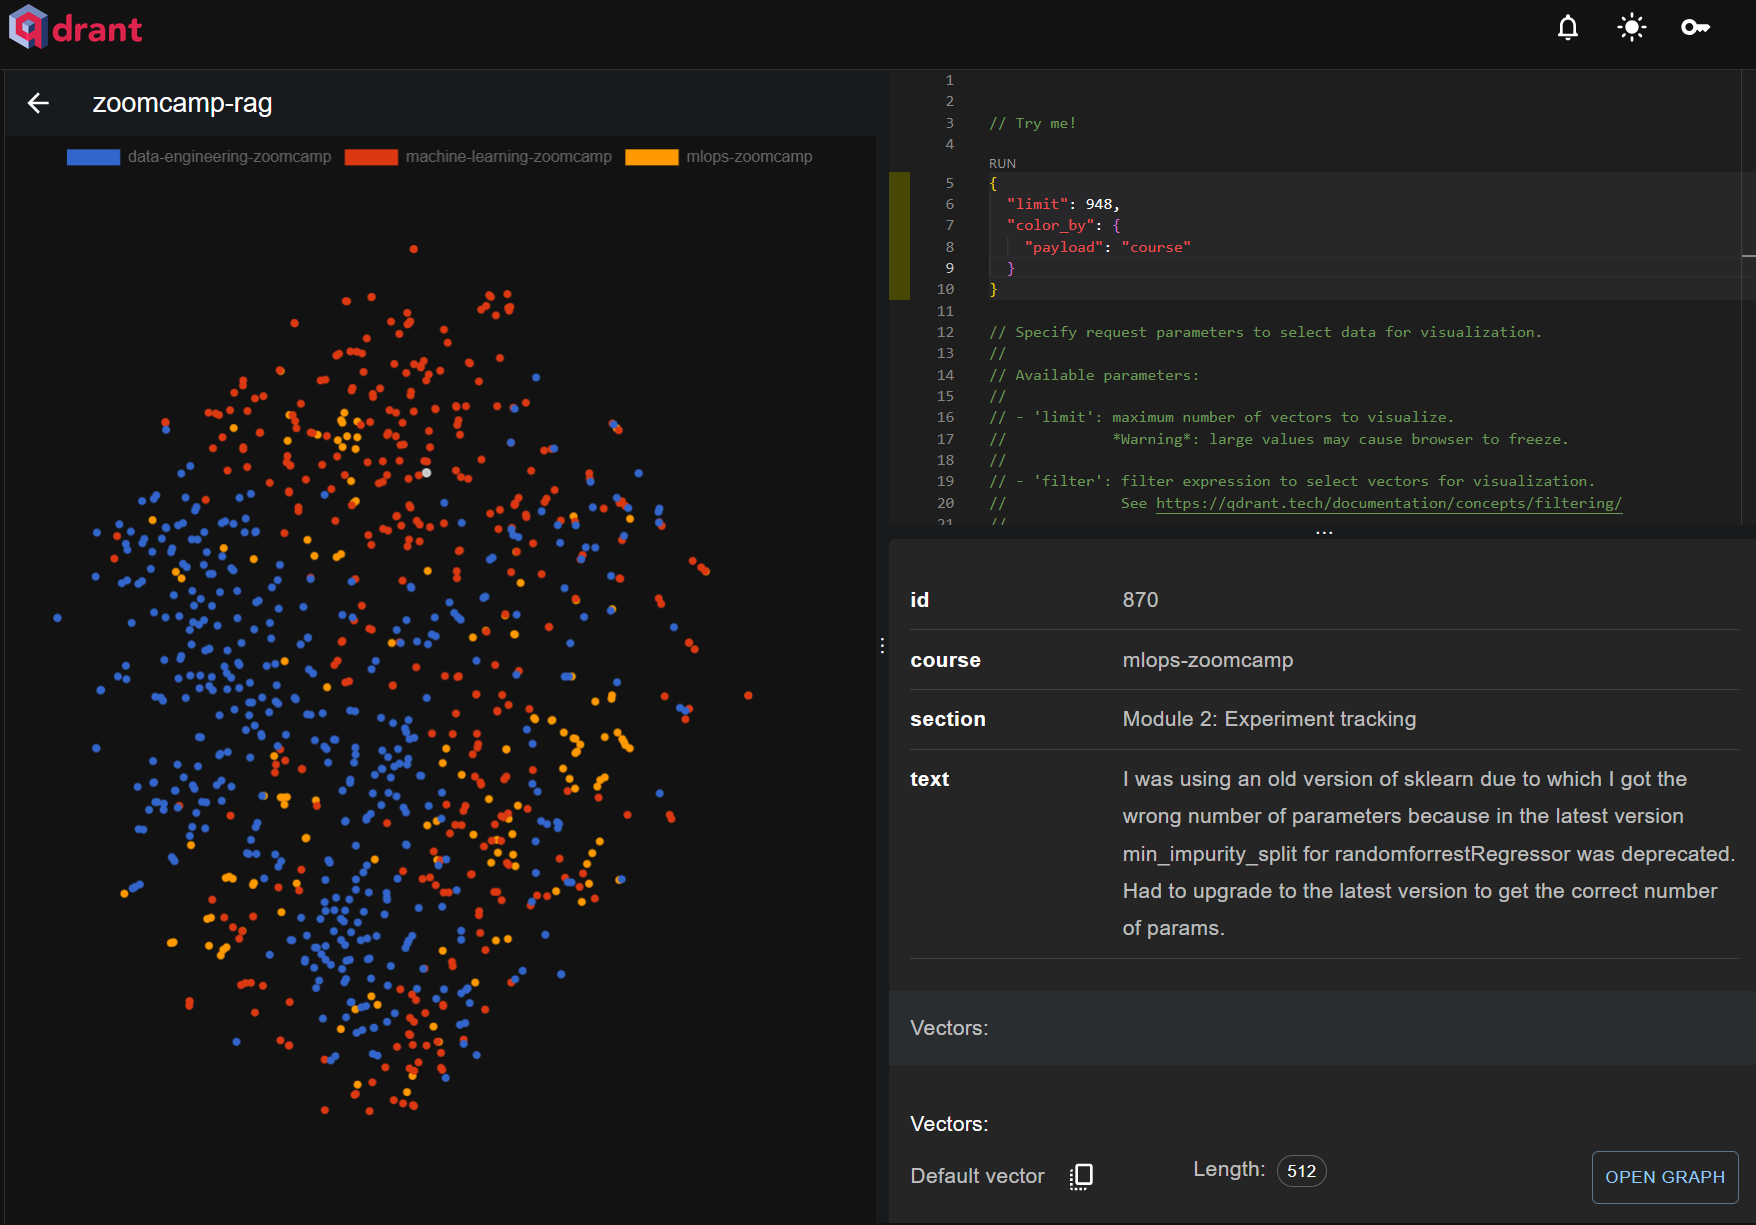 qdrant
zoomcamp-rag
data-engineering-zoomcamp machine-learning-zoomcamp mlops-zoomcamp
1
2
3 // Try me!
4
RUN
5 {
6 "limit": 948,
7 "color_by": {
8 "payload": "course"
9 }
10 }
11
12 // Specify request parameters to select data for visualization.
13 //
14 // Available parameters:
15 //
16 // - 'limit': maximum number of vectors to visualize.
17 // *Warning*: large values may cause browser to freeze.
18 //
19 // - 'filter': filter expression to select vectors for visualization.
20 // See https://qdrant.tech/documentation/concepts/filtering/
21 //
id 870
course mlops-zoomcamp
section Module 2: Experiment tracking
text I was using an old version of sklearn due to which I got the
wrong number of parameters because in the latest version
min_impurity_split for randomforrestRegressor was deprecated.
Had to upgrade to the latest version to get the correct number
of params.
Vectors:
Vectors:
Default vector Length: 512 OPEN GRAPH